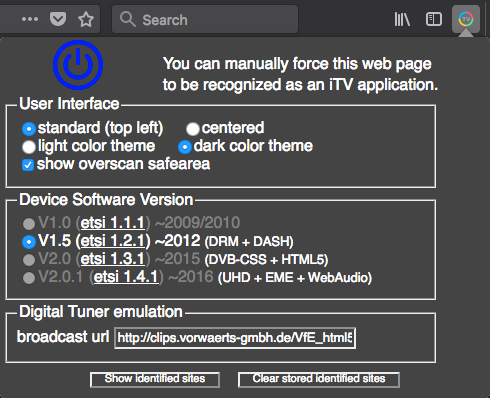 Search
TV
You can manually force this web page
to be recognized as an iTV application.
User Interface
standard (top left) centered
light color theme dark color theme
show overscan safearea
Device Software Version
V1.0 (etsi 1.1.1) ~2009/2010
V1.5 (etsi 1.2.1) ~2012 (DRM + DASH)
V2.0 (etsi 1.3.1) ~2015 (DVB-CSS + HTML5)
V2.0.1 (etsi 1.4.1) ~2016 (UHD + EME + WebAudio)
Digital Tuner emulation
broadcast url http://clips.vorwaerts-gmbh.de/VfE_html5
Show identified sites Clear stored identified sites